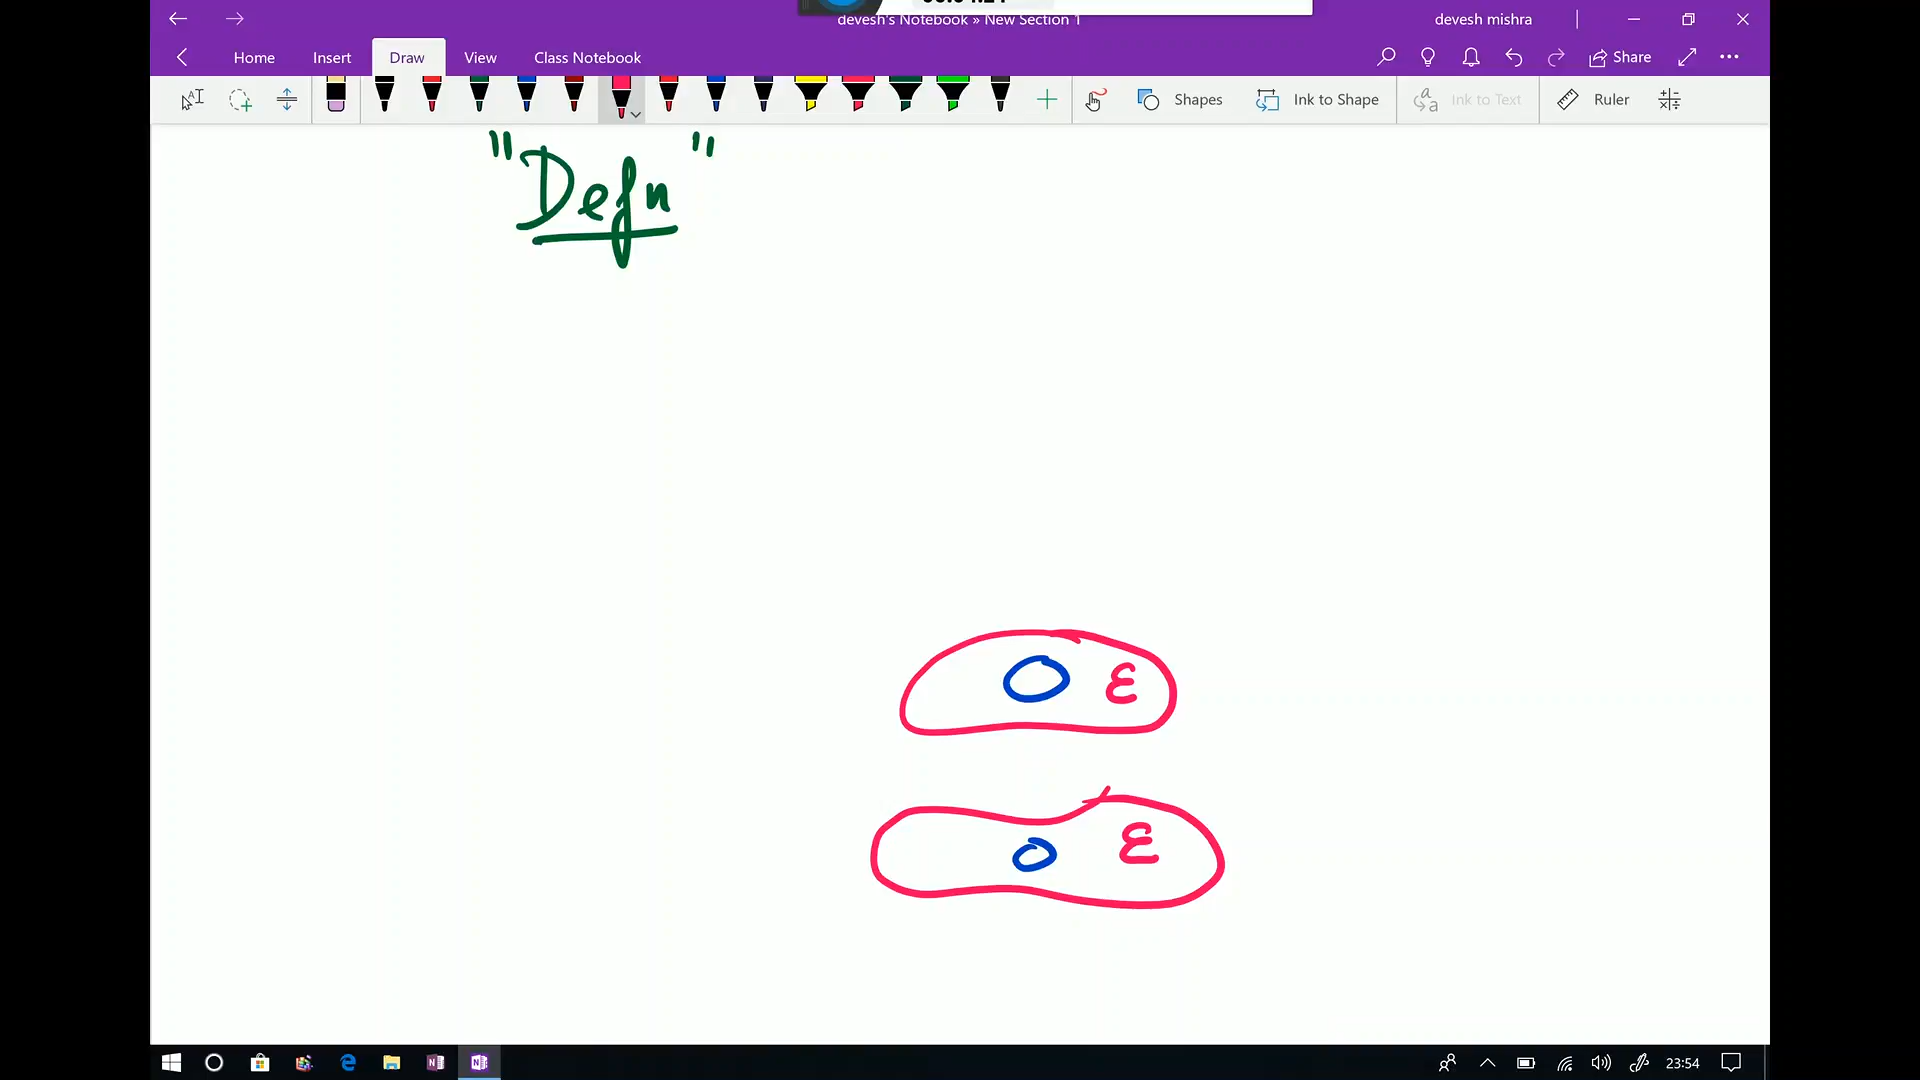 devesh's Notebook » New Section 1
devesh mishra
Home Insert Draw View Class Notebook
Share
Shapes Ink to Shape Ink to Text Ruler
"Defn"
ε
ε
23:54